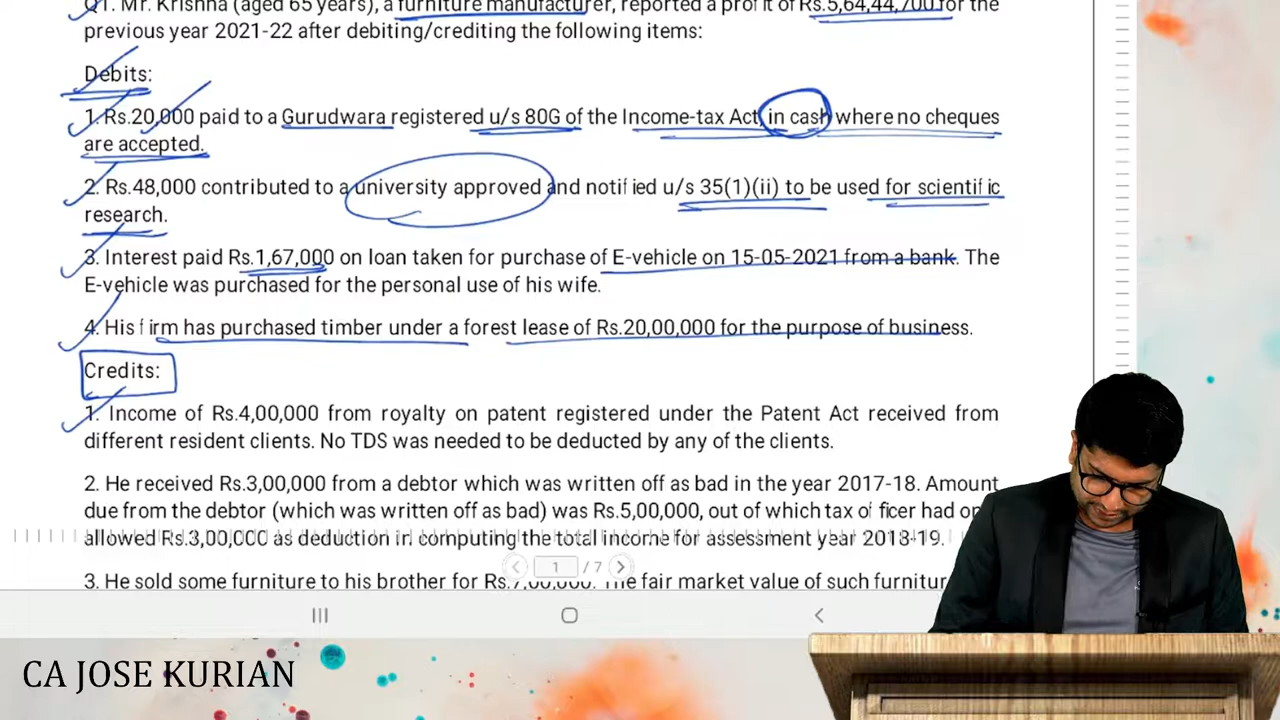 Q1. Mr. Krishna (aged 65 years), a furniture manufacturer, reported a profit of Rs.5,64,44,700 for the
previous year 2021-22 after debiting/crediting the following items:
Debits:
1. Rs.20,000 paid to a Gurudwara registered u/s 80G of the Income-tax Act in cash where no cheques
are accepted.
2. Rs.48,000 contributed to a university approved and notified u/s 35(1)(ii) to be used for scientific
research.
3. Interest paid Rs.1,67,000 on loan taken for purchase of E-vehicle on 15-05-2021 from a bank. The
E-vehicle was purchased for the personal use of his wife.
4. His firm has purchased timber under a forest lease of Rs.20,00,000 for the purpose of business.
Credits:
1. Income of Rs.4,00,000 from royalty on patent registered under the Patent Act received from
different resident clients. No TDS was needed to be deducted by any of the clients.
2. He received Rs.3,00,000 from a debtor which was written off as bad in the year 2017-18. Amount
due from the debtor (which was written off as bad) was Rs.5,00,000, out of which tax officer had
allowed Rs.3,00,000 as deduction in computing the total income for assessment year 2018-19.
1 / 7
3. He sold some furniture to his brother for The fair market value of such
CA JOSE KURIAN